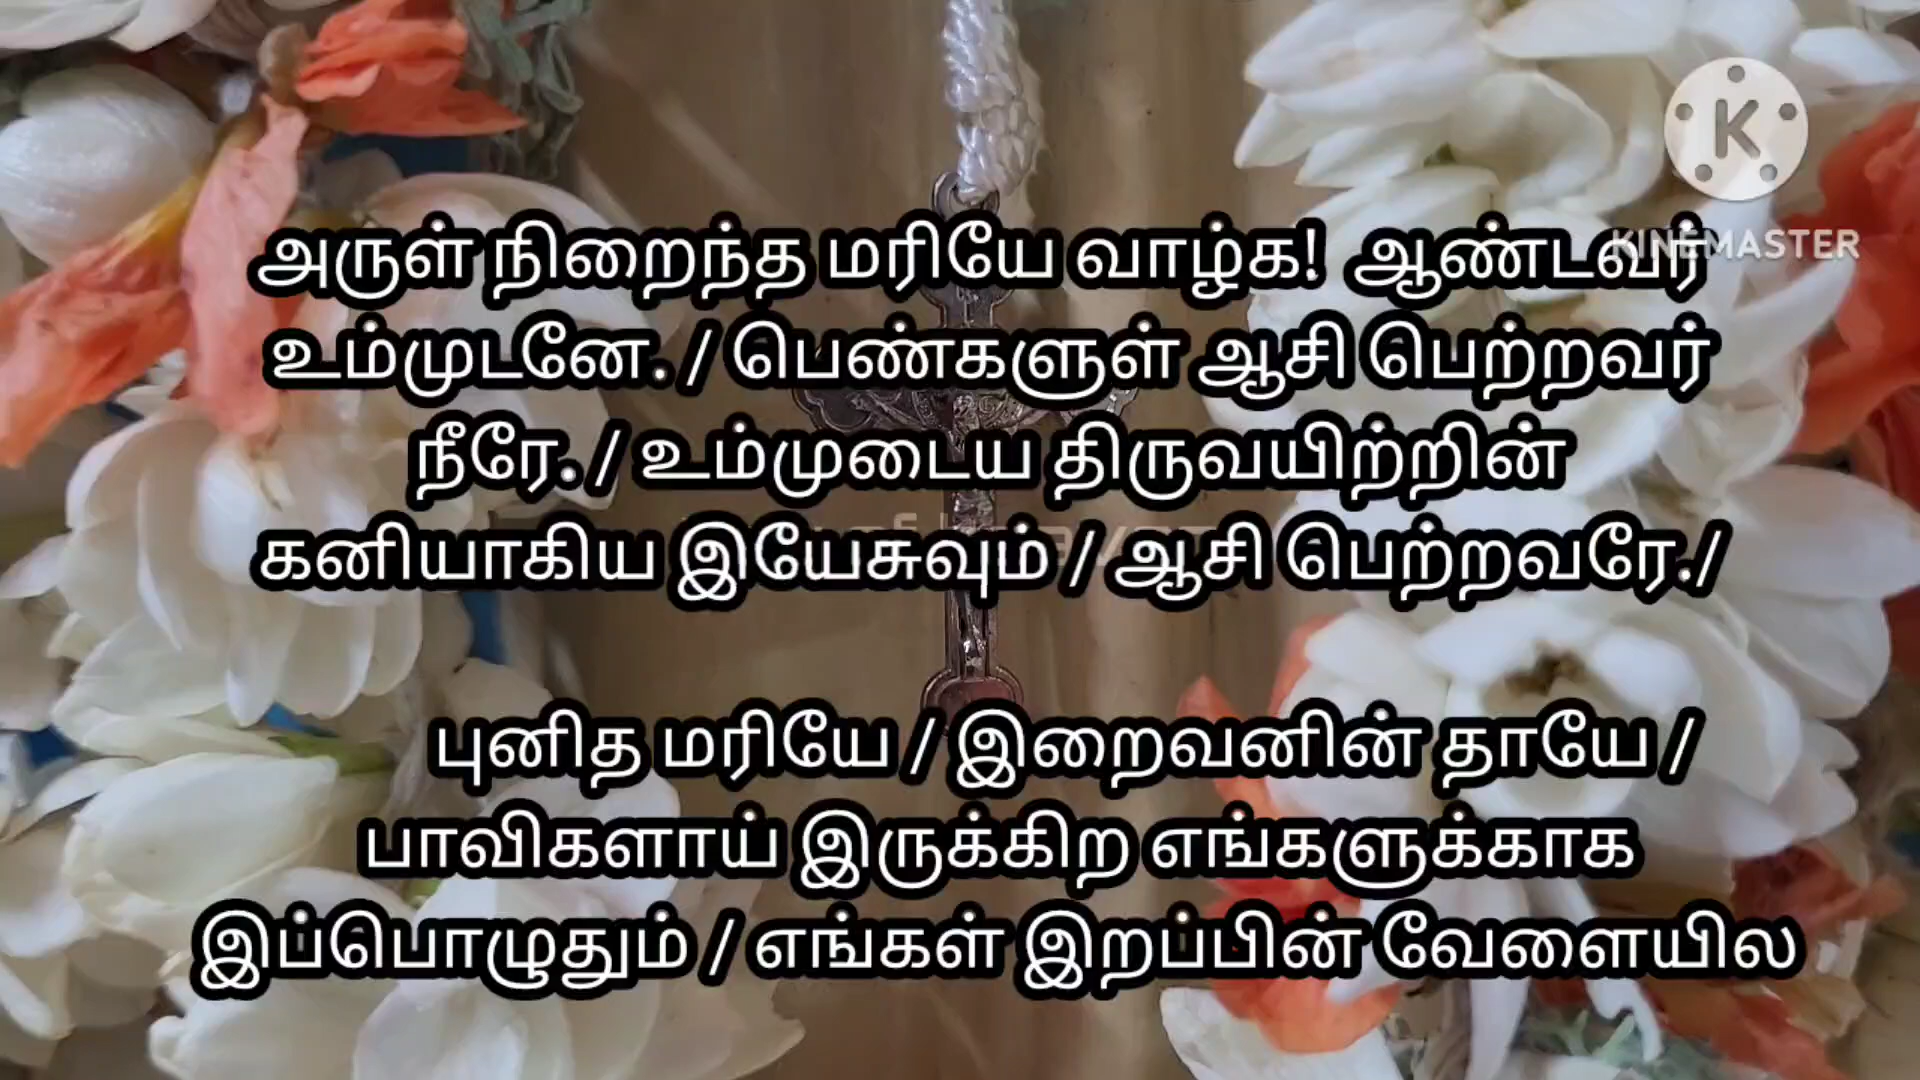 K
KINEMASTER
அருள் நிறைந்த மரியே வாழ்க! ஆண்டவர்
உம்முடனே. / பெண்களுள் ஆசி பெற்றவர்
நீரே. / உம்முடைய திருவயிற்றின்
கனியாகிய இயேசுவும் / ஆசி பெற்றவரே./
புனித மரியே / இறைவனின் தாயே /
பாவிகளாய் இருக்கிற எங்களுக்காக
இப்பொழுதும் / எங்கள் இறப்பின் வேளையில